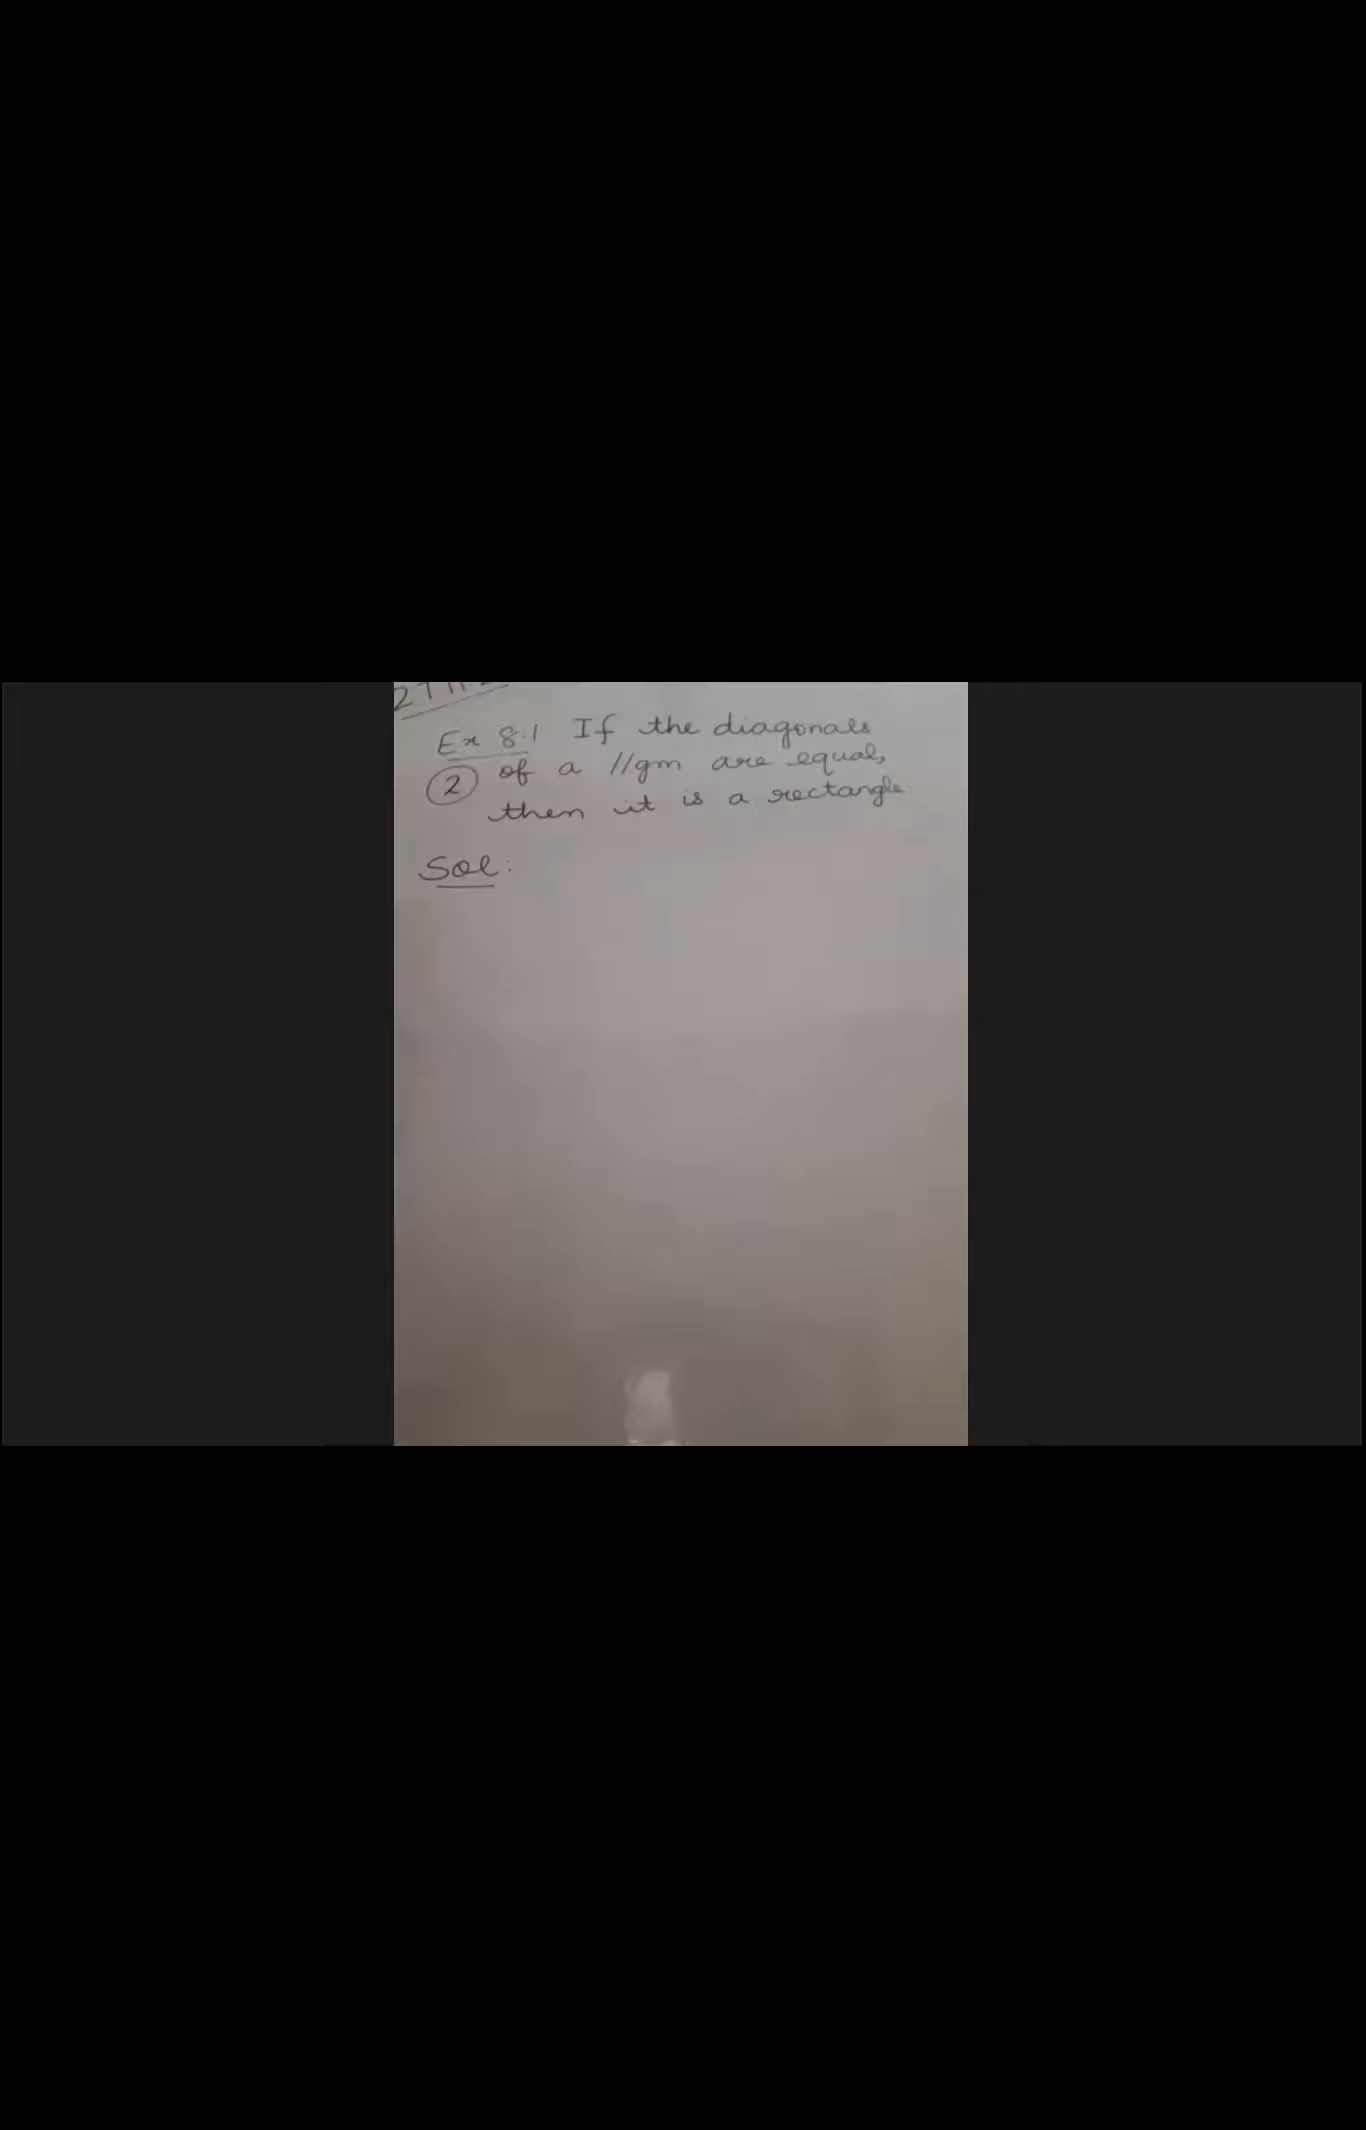 Ex 8.1 If the diagonals
② of a //gm are equal,
then it is a rectangle
Sol: